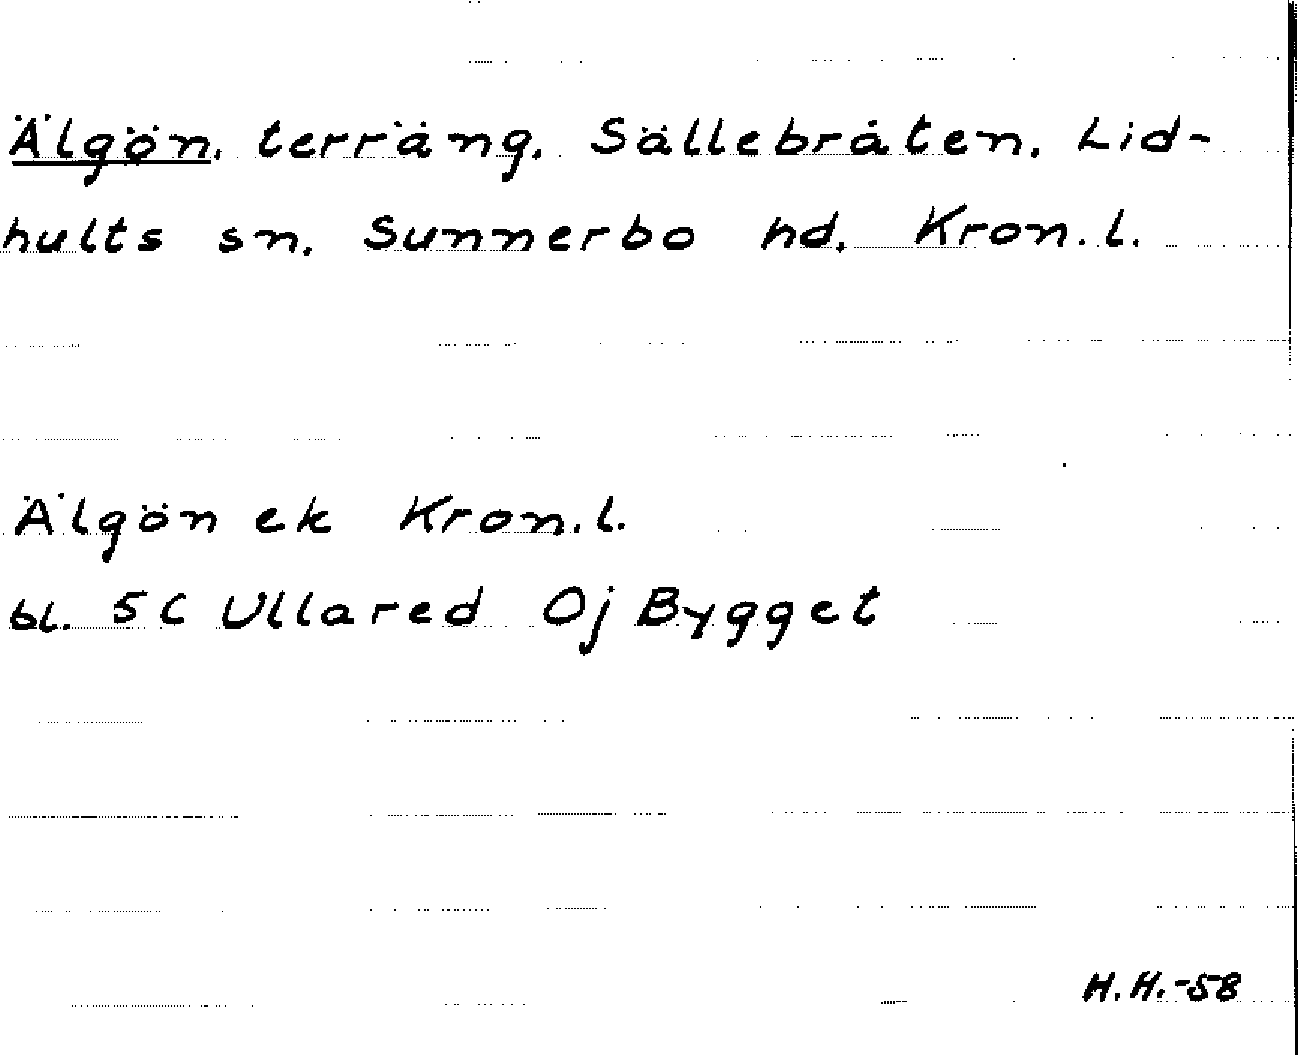 Älgön, terräng, Sällebråten, Lid-
hults sn, Sunnerbo hd, Kron.l.
Älgön ek Kron.l.
bl. 5C Ullared Oj Bygget
H.H.-58